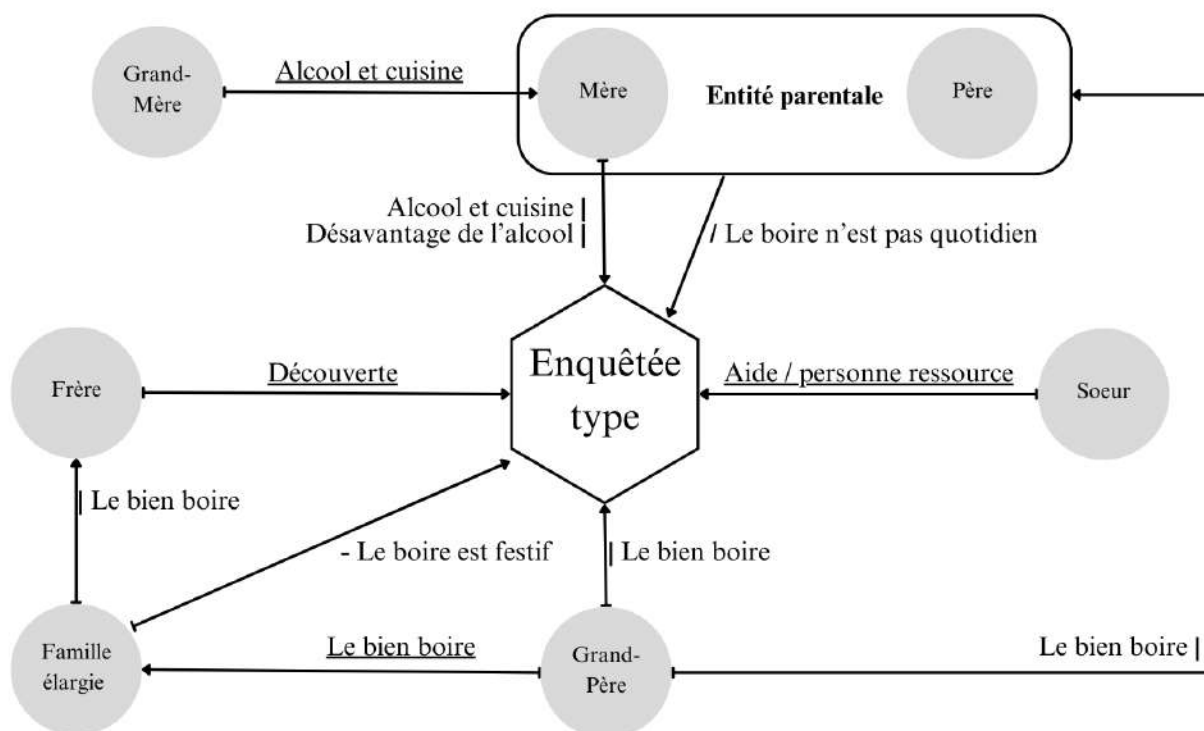 Grand-
Mère
Alcool et cuisine
Mère
Entité parentale
Père
Alcool et cuisine |
Désavantage de l’alcool |
/ Le boire n’est pas quotidien
Frère
Découverte
Enquêtée
type
Aide / personne ressource
Soeur
| Le bien boire
- Le boire est festif
| Le bien boire
Famille
élargie
Le bien boire
Grand-
Père
Le bien boire |